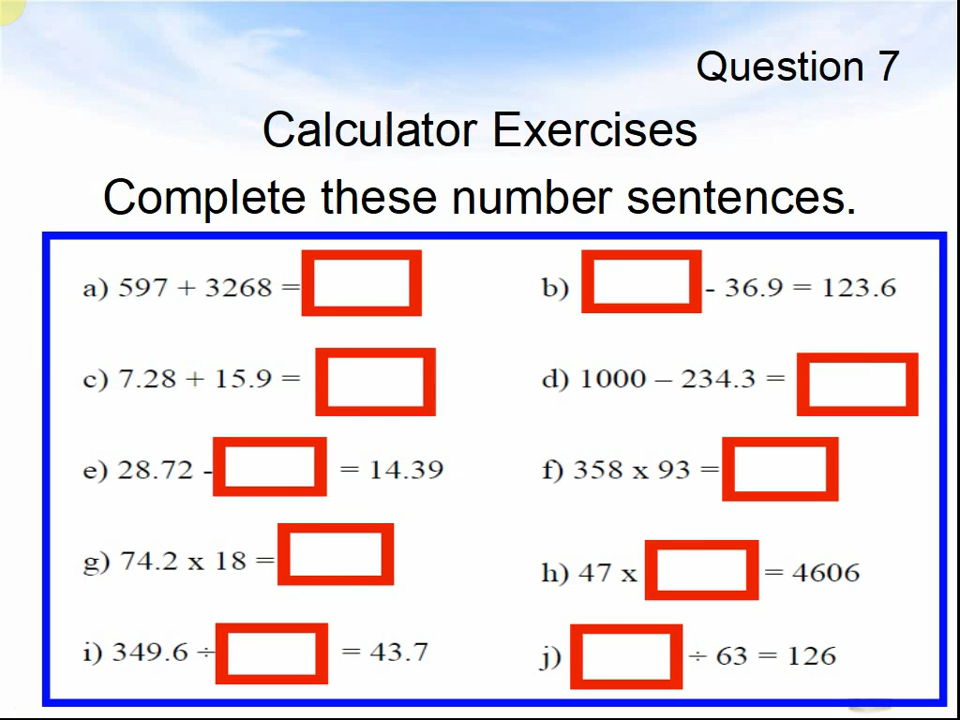 Question 7
Calculator Exercises
Complete these number sentences.
a) 597 + 3268 =
b) - 36.9 = 123.6
c) 7.28 + 15.9 =
d) 1000 – 234.3 =
e) 28.72 - = 14.39
f) 358 x 93 =
g) 74.2 x 18 =
h) 47 x = 4606
i) 349.6 ÷ = 43.7
j) ÷ 63 = 126